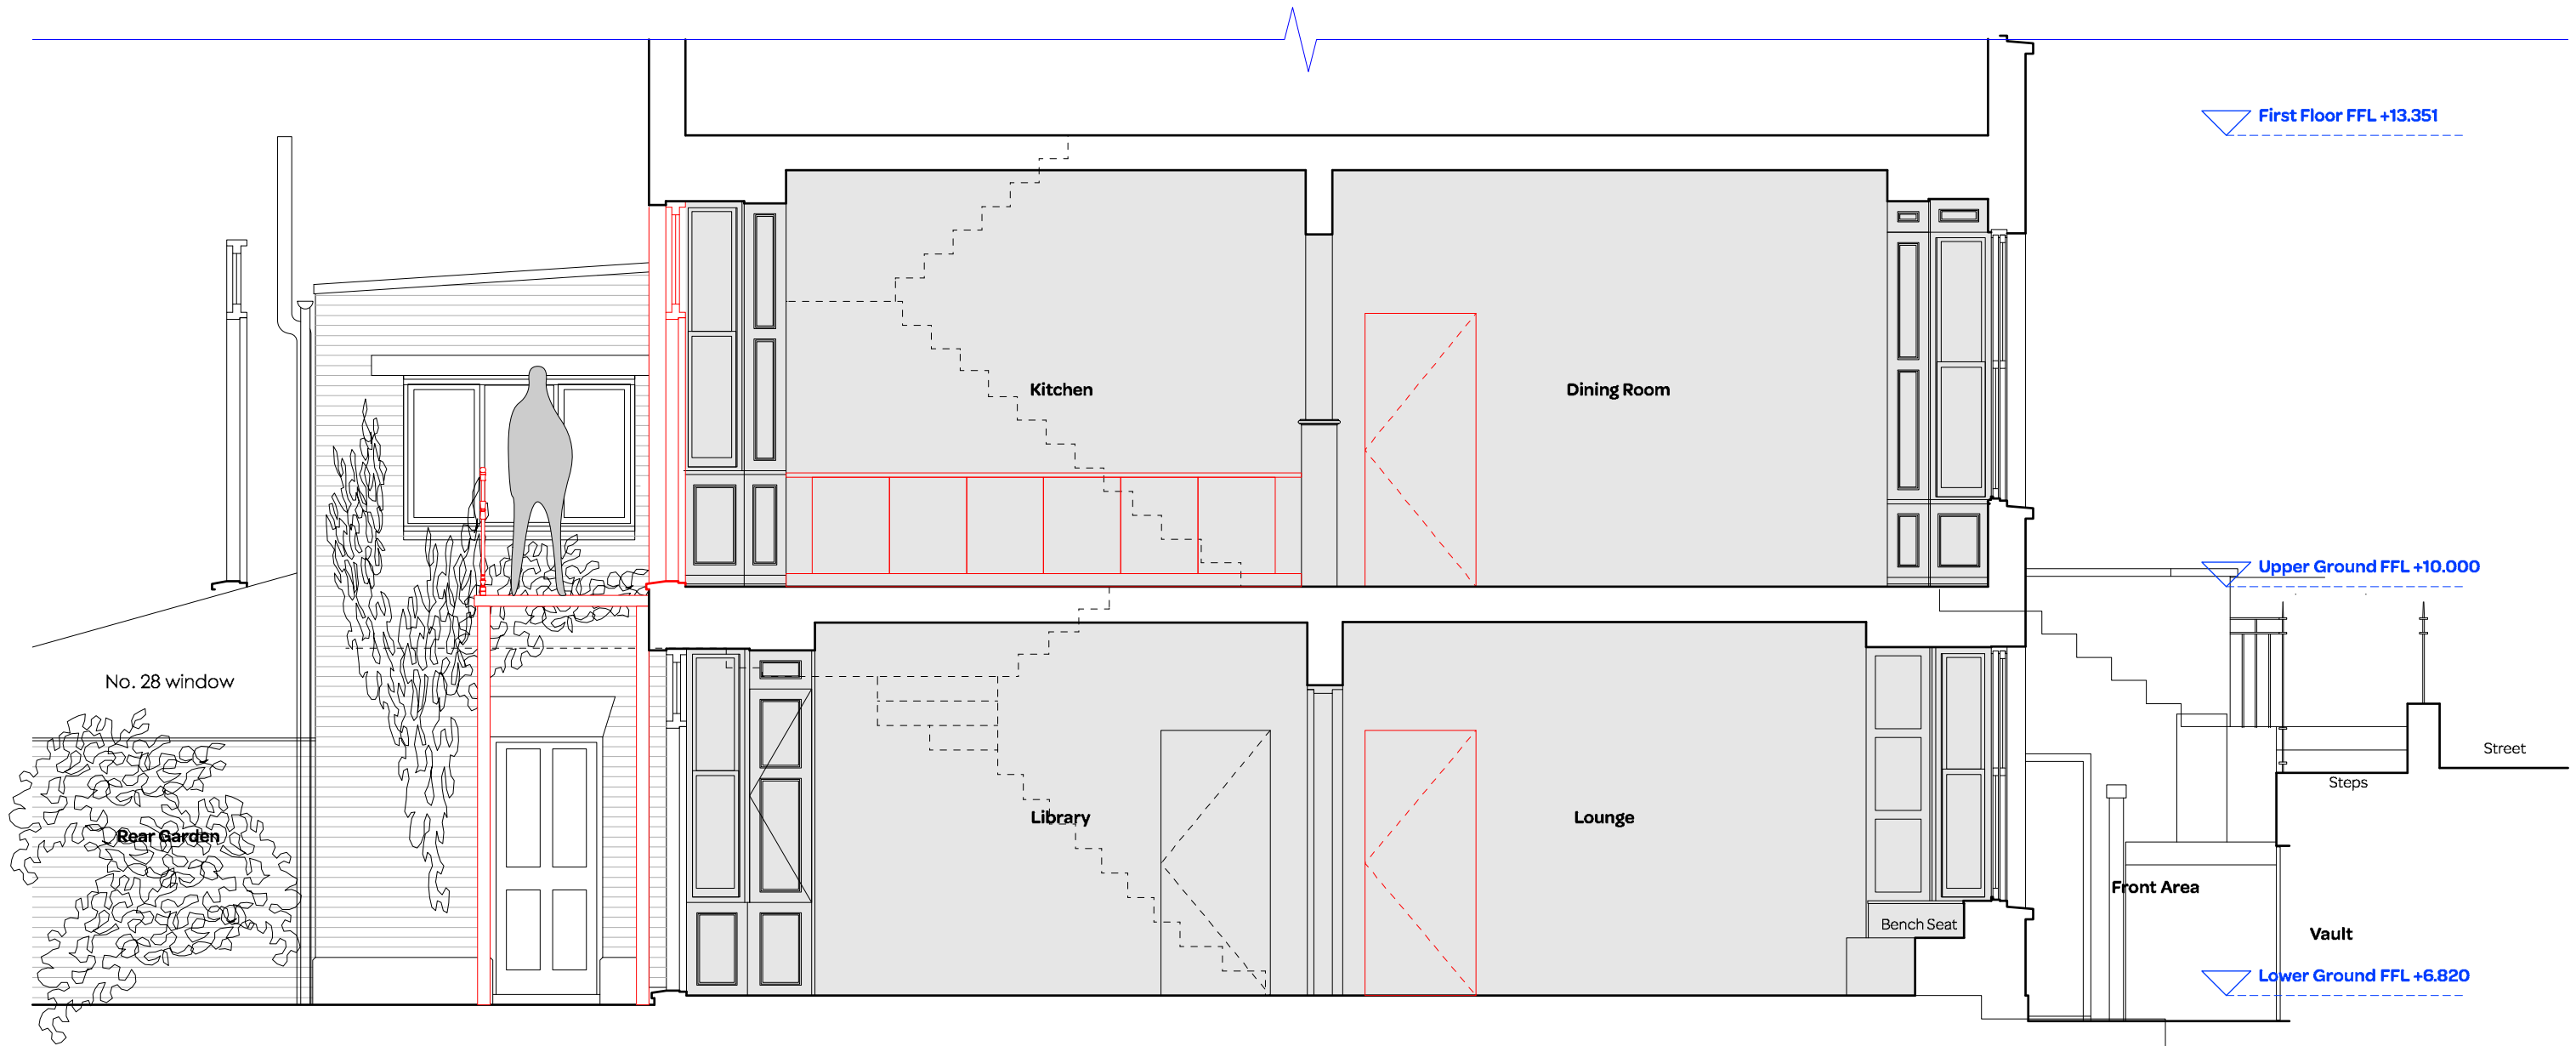 First Floor FFL +13.351
Kitchen
Dining Room
Upper Ground FFL +10.000
No. 28 window
Street
Steps
Rear Garden
Library
Lounge
Front Area
Bench Seat
Vault
Lower Ground FFL +6.820